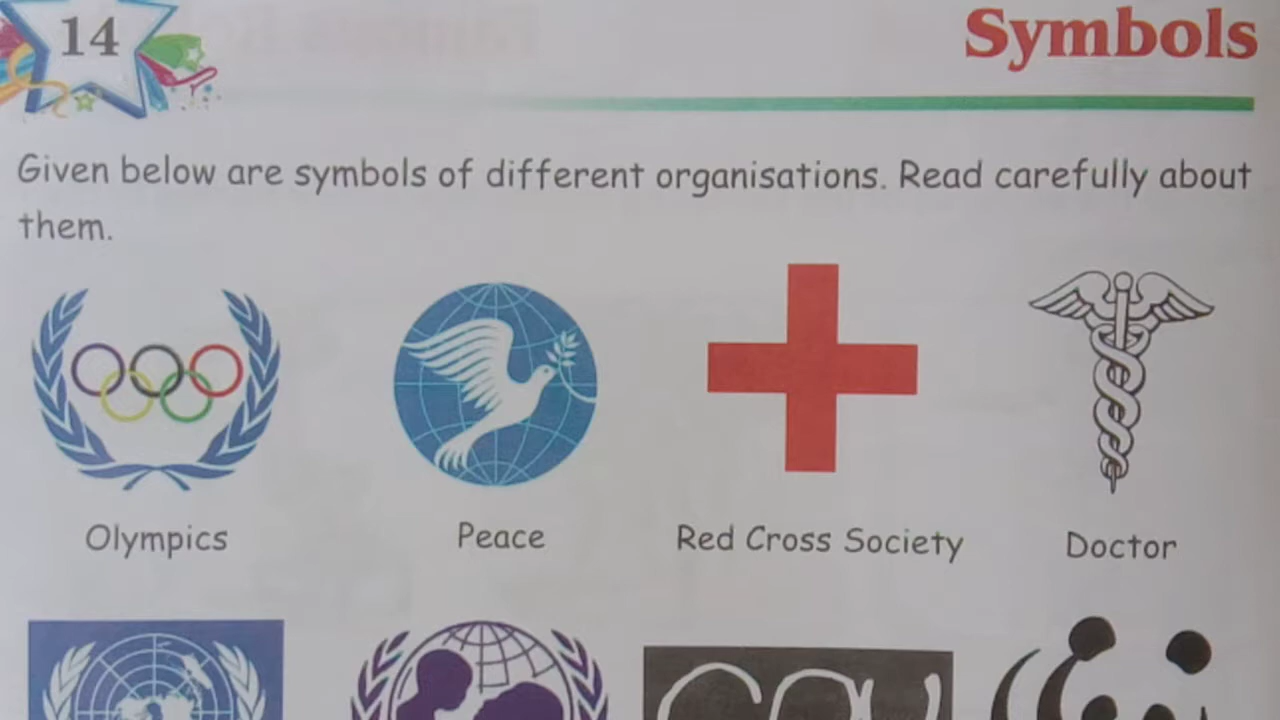 14
Symbols
Given below are symbols of different organisations. Read carefully about
them.
Olympics
Peace
Red Cross Society
Doctor